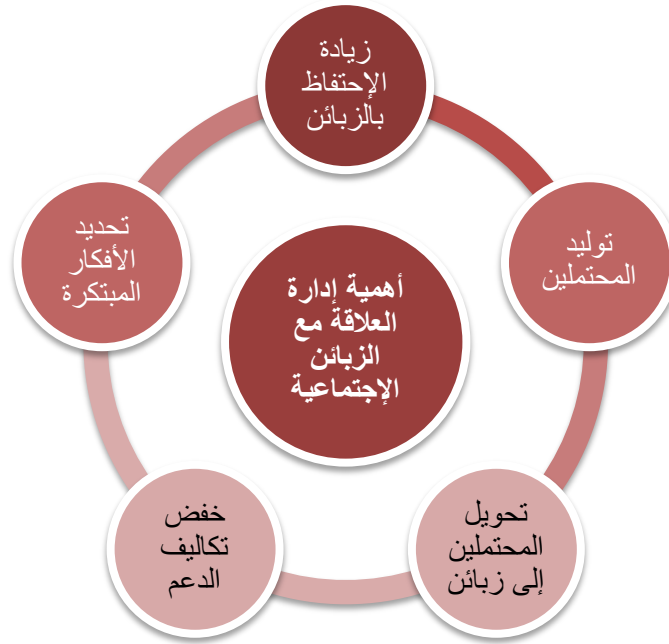 زيادة
الإحتفاظ
بالزبائن
توليد
المحتملين
تحويل
المحتملين
إلى زبائن
خفض
تكاليف
الدعم
تحديد
الأفكار
المبتكرة
أهمية إدارة
العلاقة مع
الزبائن
الإجتماعية